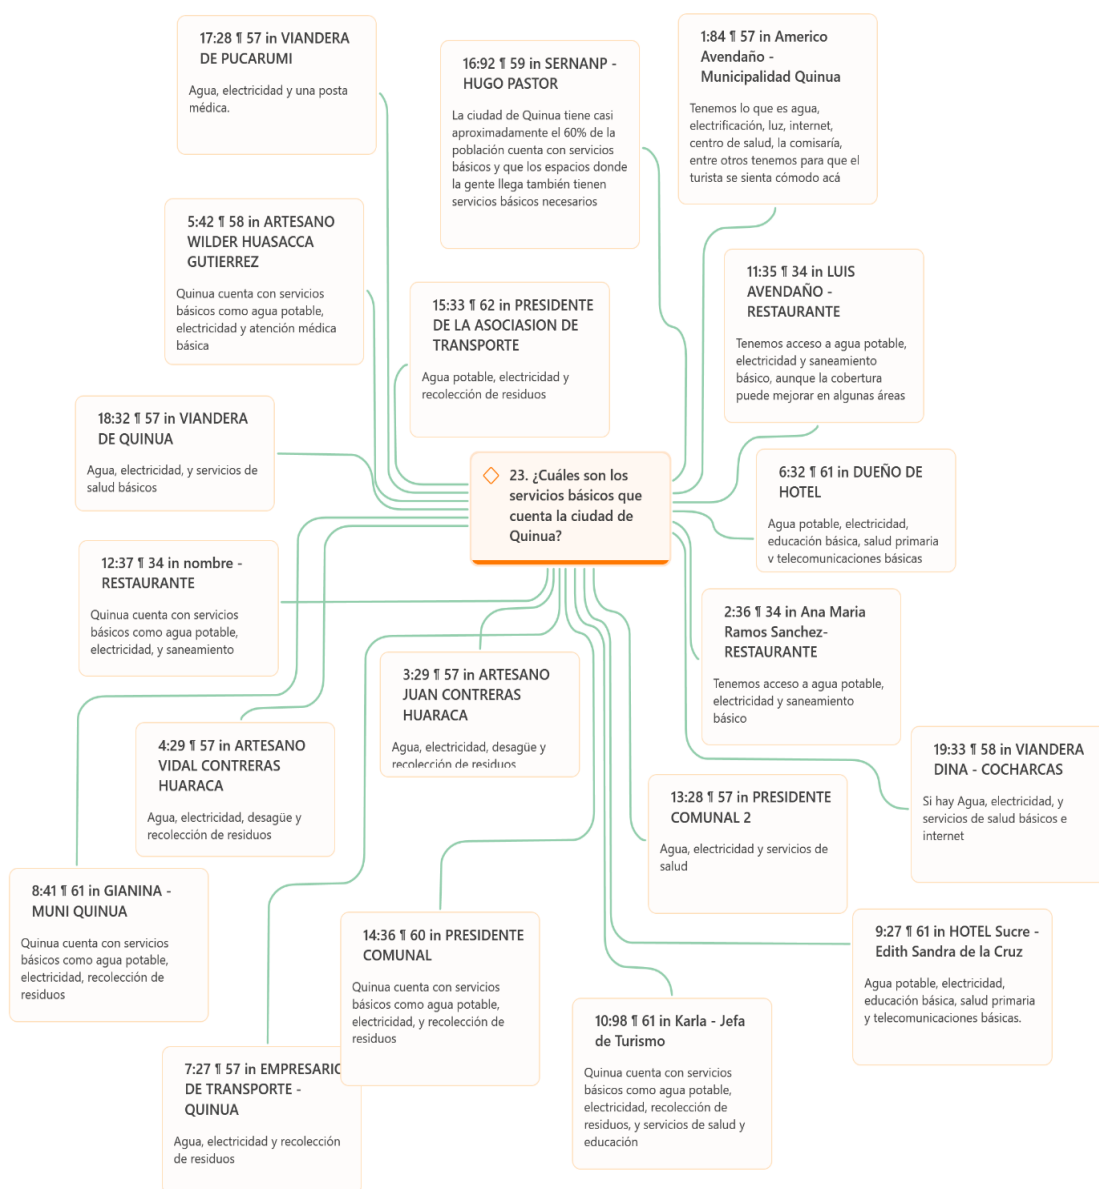 17:28 ¶ 57 in VIANDERA
DE PUCARUMI
Agua, electricidad y una posta
médica.
16:92 ¶ 59 in SERNANP -
HUGO PASTOR
La ciudad de Quinua tiene casi
aproximadamente el 60% de la
población cuenta con servicios
básicos y que los espacios donde
la gente llega también tienen
servicios básicos necesarios
1:84 ¶ 57 in Americo
Avendaño -
Municipalidad Quinua
Tenemos lo que es agua,
electrificación, luz, internet,
centro de salud, la comisaría,
entre otros tenemos para que el
turista se sienta cómodo acá
5:42 ¶ 58 in ARTESANO
WILDER HUASACCA
GUTIERREZ
Quinua cuenta con servicios
básicos como agua potable,
electricidad y atención médica
básica
15:33 ¶ 62 in PRESIDENTE
DE LA ASOCIASION DE
TRANSPORTE
Agua potable, electricidad y
recolección de residuos
11:35 ¶ 34 in LUIS
AVENDAÑO -
RESTAURANTE
Tenemos acceso a agua potable,
electricidad y saneamiento
básico, aunque la cobertura
puede mejorar en algunas áreas
18:32 ¶ 57 in VIANDERA
DE QUINUA
Agua, electricidad, y servicios de
salud básicos
23. ¿Cuáles son los
servicios básicos que
cuenta la ciudad de
Quinua?
6:32 ¶ 61 in DUEÑO DE
HOTEL
Agua potable, electricidad,
educación básica, salud primaria
y telecomunicaciones básicas
12:37 ¶ 34 in nombre -
RESTAURANTE
Quinua cuenta con servicios
básicos como agua potable,
electricidad, y saneamiento
2:36 ¶ 34 in Ana Maria
Ramos Sanchez-
RESTAURANTE
Tenemos acceso a agua potable,
electricidad y saneamiento
básico
3:29 ¶ 57 in ARTESANO
JUAN CONTRERAS
HUARACA
Agua, electricidad, desagüe y
recolección de residuos
4:29 ¶ 57 in ARTESANO
VIDAL CONTRERAS
HUARACA
Agua, electricidad, desagüe y
recolección de residuos
19:33 ¶ 58 in VIANDERA
DINA - COCHARCAS
Si hay Agua, electricidad, y
servicios de salud básicos e
internet
13:28 ¶ 57 in PRESIDENTE
COMUNAL 2
Agua, electricidad y servicios de
salud
8:41 ¶ 61 in GIANINA -
MUNI QUINUA
Quinua cuenta con servicios
básicos como agua potable,
electricidad, recolección de
residuos
14:36 ¶ 60 in PRESIDENTE
COMUNAL
Quinua cuenta con servicios
básicos como agua potable,
electricidad, y recolección de
residuos
9:27 ¶ 61 in HOTEL Sucre -
Edith Sandra de la Cruz
Agua potable, electricidad,
educación básica, salud primaria
y telecomunicaciones básicas.
10:98 ¶ 61 in Karla - Jefa
de Turismo
Quinua cuenta con servicios
básicos como agua potable,
electricidad, recolección de
residuos, y servicios de salud y
educación
7:27 ¶ 57 in EMPRESARIO
DE TRANSPORTE -
QUINUA
Agua, electricidad y recolección
de residuos